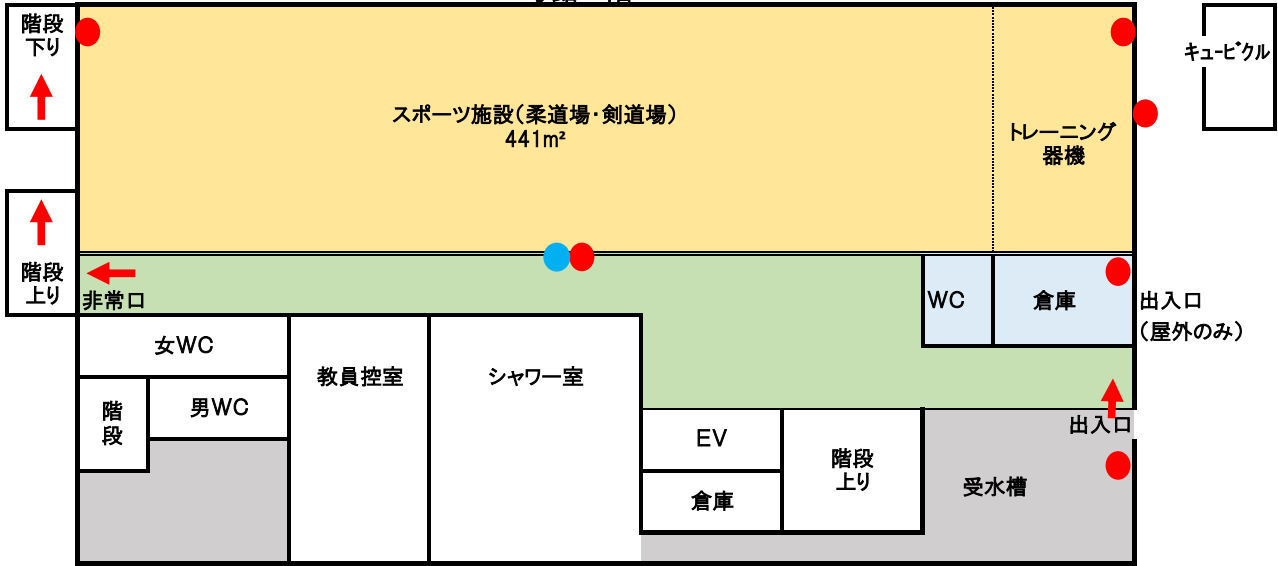 階段
下り
スポーツ施設（柔道場・剣道場）
441m²
トレーニング
器機
キュービクル
階段
上り
非常口
WC
倉庫
出入口
（屋外のみ）
女WC
教員控室
シャワー室
階
段
男WC
出入口
EV
階段
上り
倉庫
受水槽